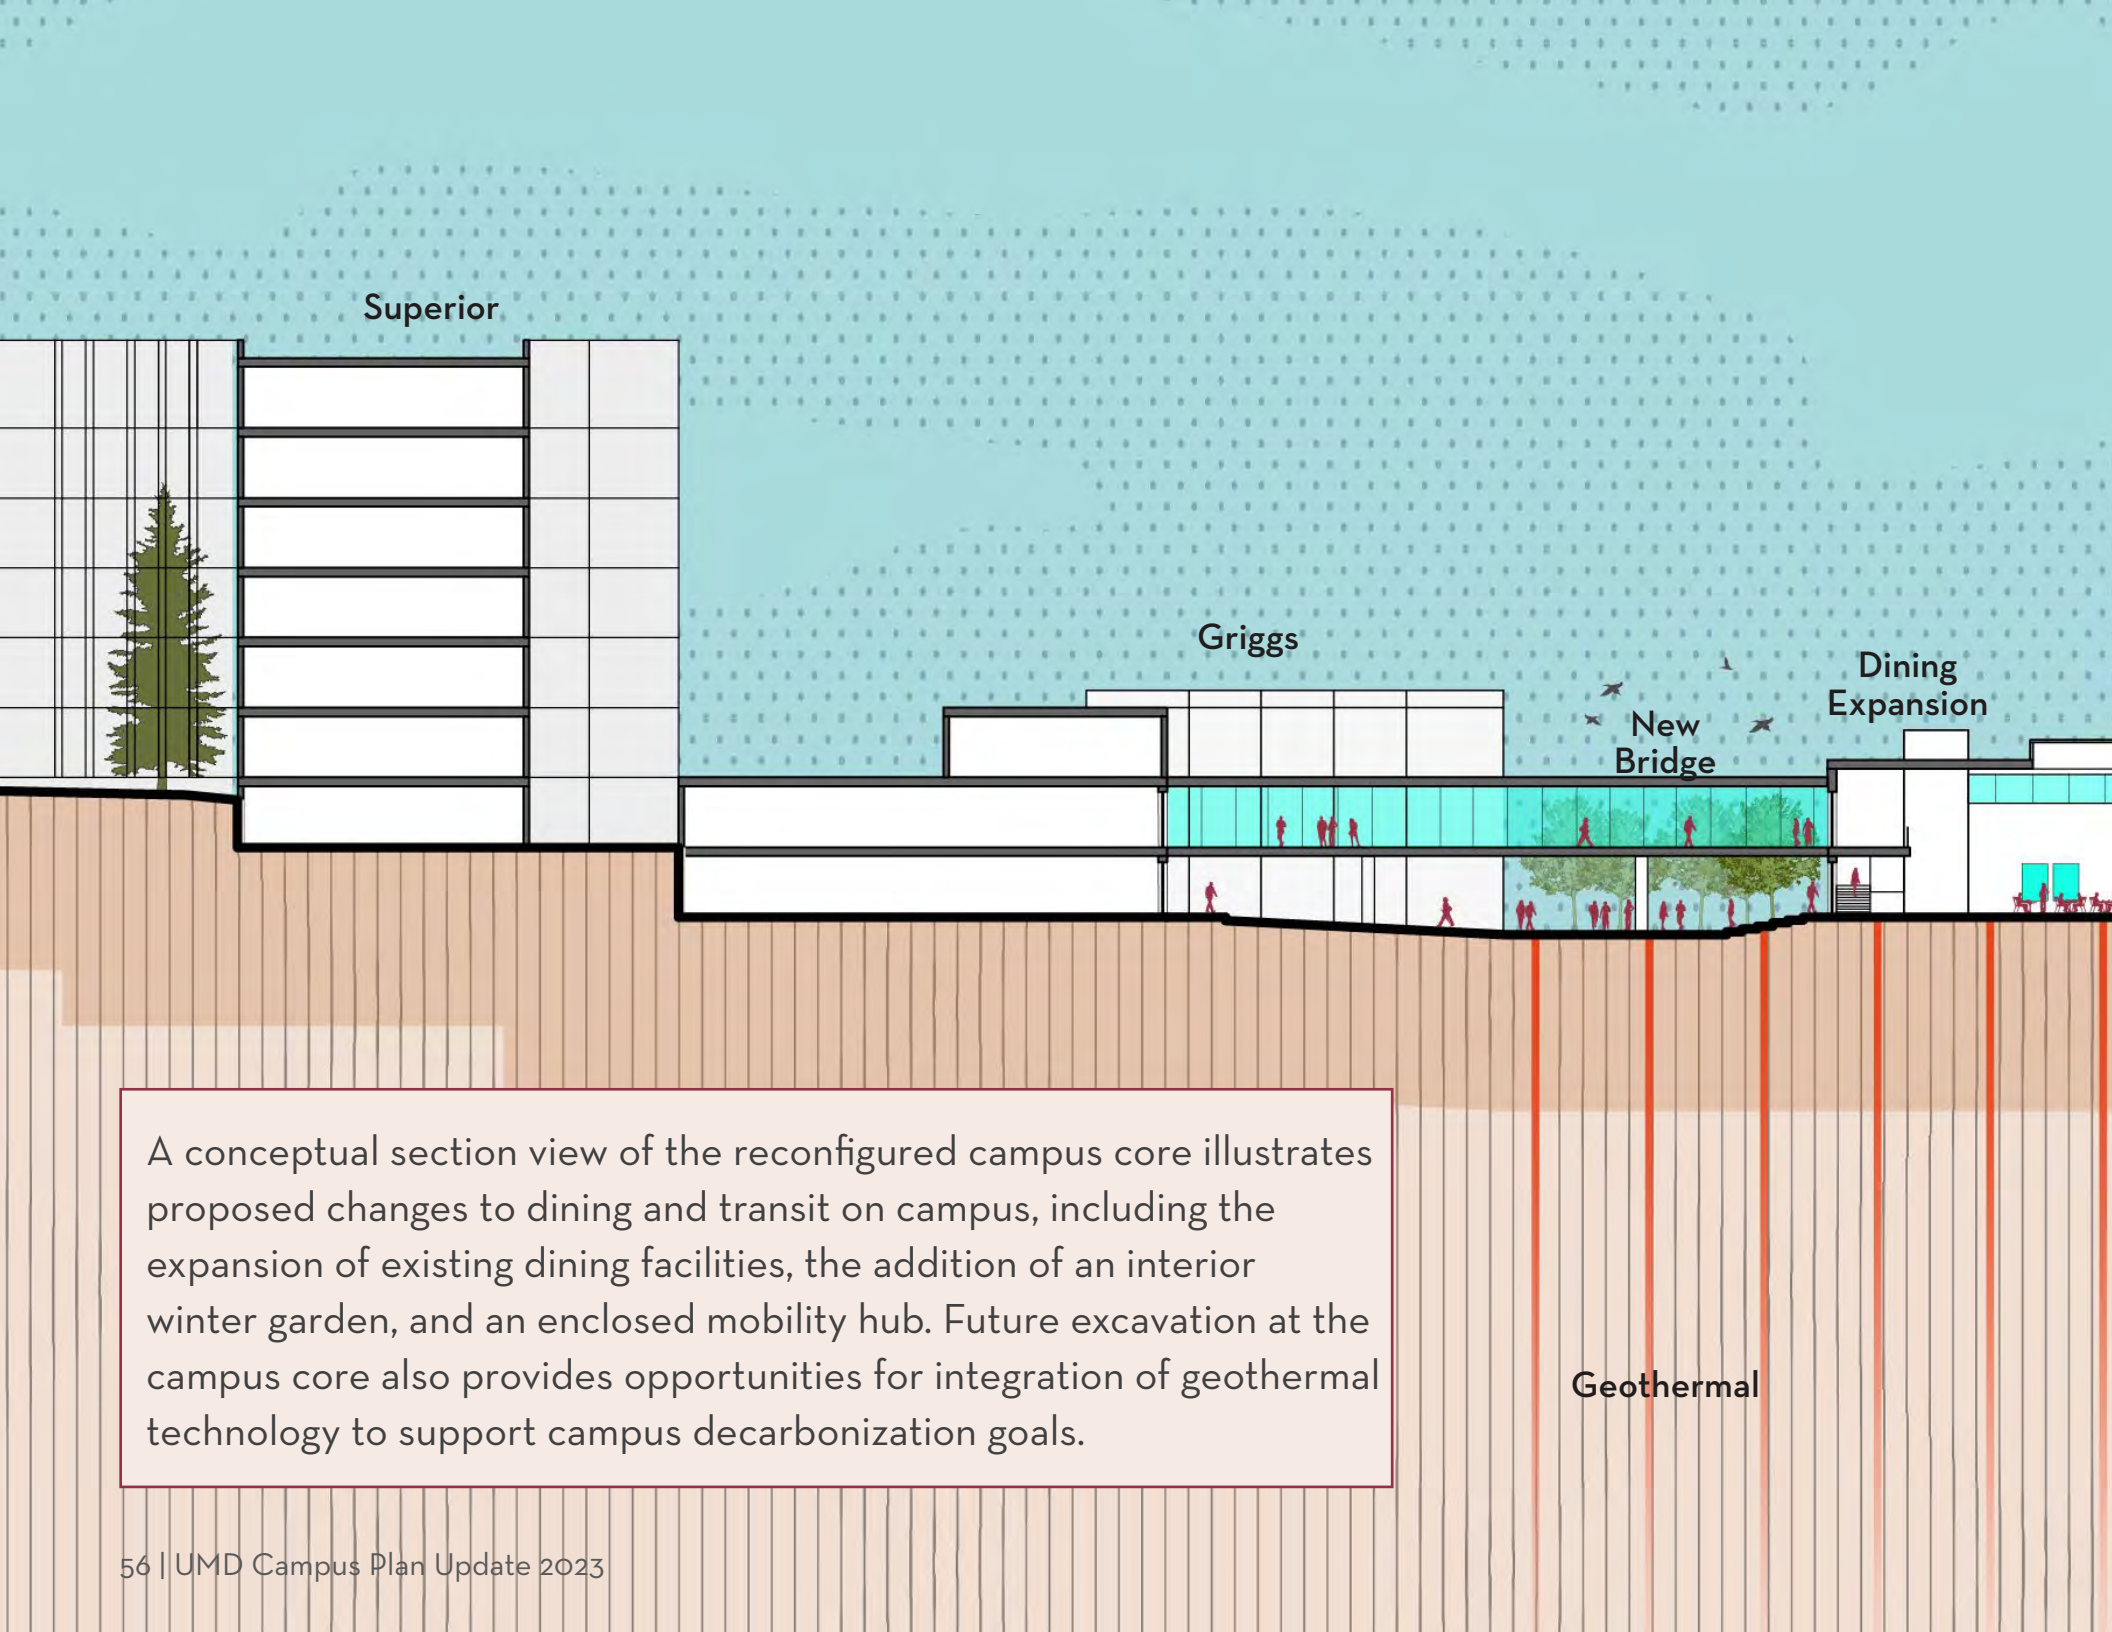 Superior
Griggs
New
Bridge
Dining
Expansion
A conceptual section view of the reconfigured campus core illustrates
proposed changes to dining and transit on campus, including the
expansion of existing dining facilities, the addition of an interior
winter garden, and an enclosed mobility hub. Future excavation at the
campus core also provides opportunities for integration of geothermal
technology to support campus decarbonization goals.
Geothermal
56 | UMD Campus Plan Update 2023